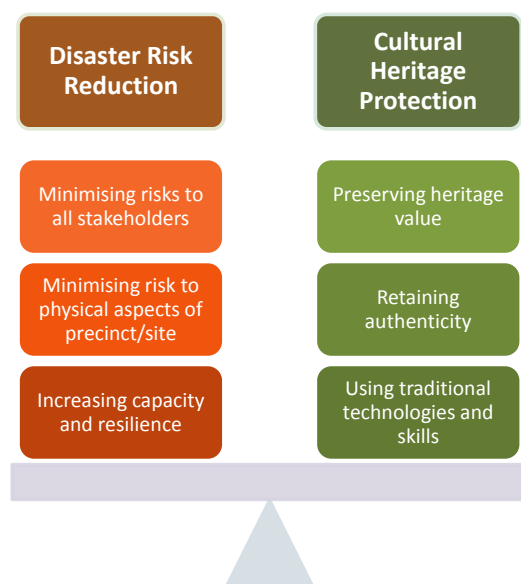 Disaster Risk
Reduction
Cultural
Heritage
Protection
Minimising risks to
all stakeholders
Preserving heritage
value
Minimising risk to
physical aspects of
precinct/site
Retaining
authenticity
Increasing capacity
and resilience
Using traditional
technologies and
skills